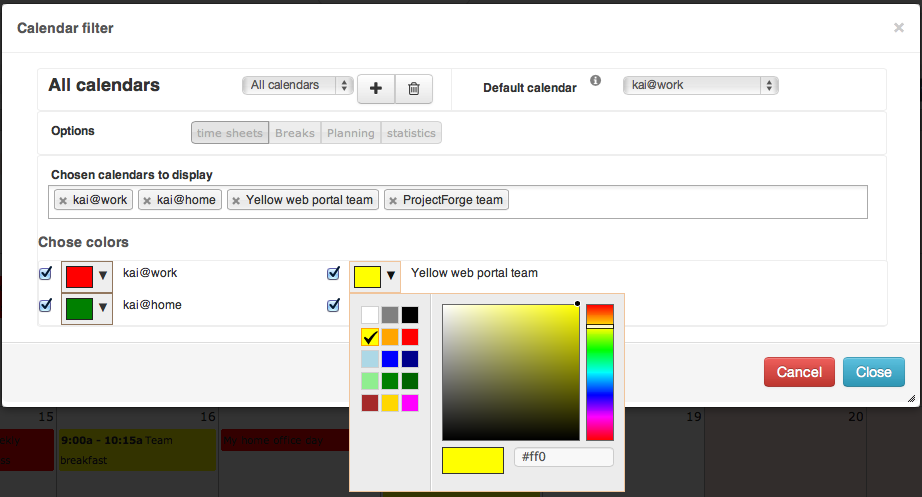 Calendar filter ×
All calendars All calendars Default calendar kai@work
Options time sheets Breaks Planning statistics
Chosen calendars to display
× kai@work × kai@home × Yellow web portal team × ProjectForge team
Chose colors
kai@work Yellow web portal team
kai@home
#ff0
Cancel Close
15 16 19 20
9:00a - 10:15a Team
breakfast